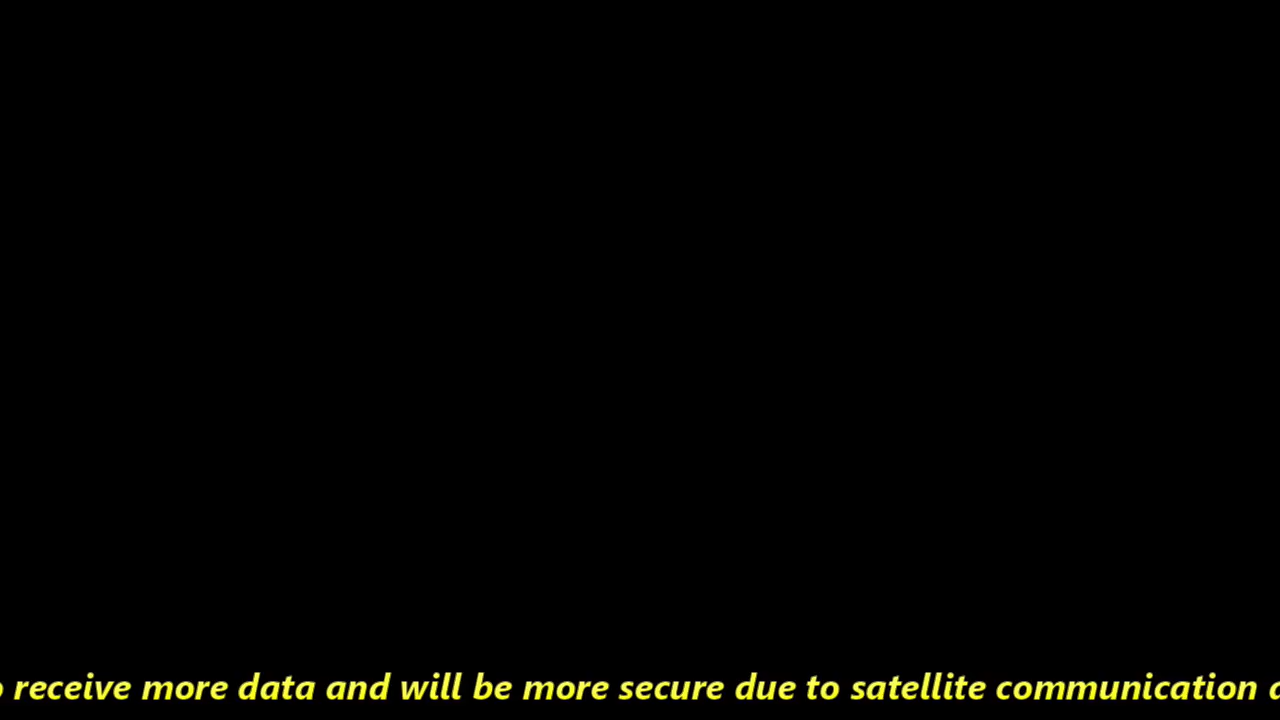 receive more data and will be more secure due to satellite communication